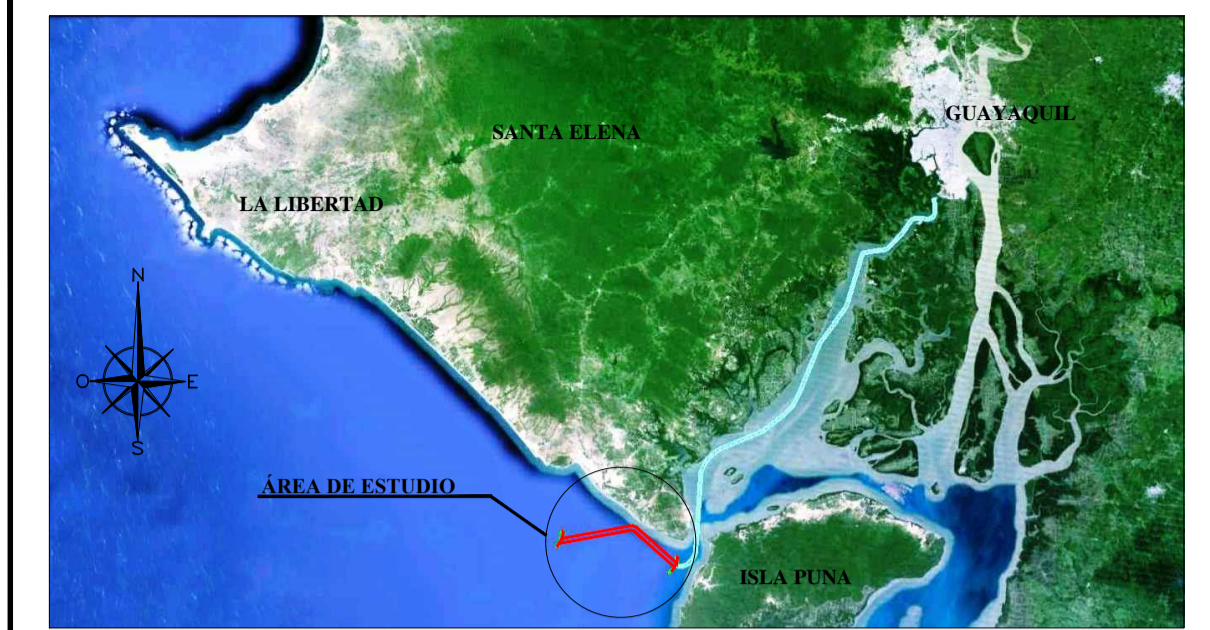 GUAYAQUIL
SANTA ELENA
LA LIBERTAD
N
O E
S
ÁREA DE ESTUDIO
ISLA PUNA